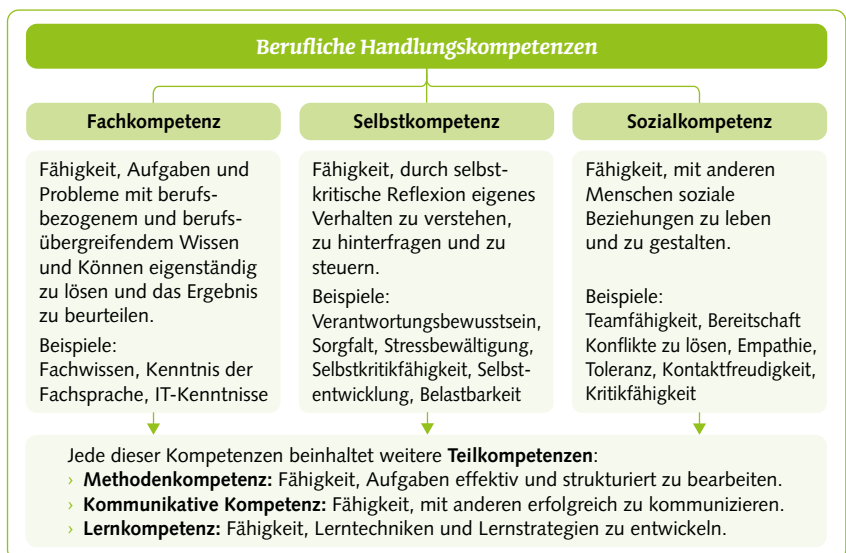 Berufliche Handlungskompetenzen
Fachkompetenz
Fähigkeit, Aufgaben und
Probleme mit berufs-
bezogenem und berufs-
übergreifendem Wissen
und Können eigenständig
zu lösen und das Ergebnis
zu beurteilen.
Beispiele:
Fachwissen, Kenntnis der
Fachsprache, IT-Kenntnisse
Selbstkompetenz
Fähigkeit, durch selbst-
kritische Reflexion eigenes
Verhalten zu verstehen,
zu hinterfragen und zu
steuern.
Beispiele:
Verantwortungsbewusstsein,
Sorgfalt, Stressbewältigung,
Selbstkritikfähigkeit, Selbst-
entwicklung, Belastbarkeit
Sozialkompetenz
Fähigkeit, mit anderen
Menschen soziale
Beziehungen zu leben
und zu gestalten.
Beispiele:
Teamfähigkeit, Bereitschaft
Konflikte zu lösen, Empathie,
Toleranz, Kontaktfreudigkeit,
Kritikfähigkeit
Jede dieser Kompetenzen beinhaltet weitere Teilkompetenzen:
› Methodenkompetenz: Fähigkeit, Aufgaben effektiv und strukturiert zu bearbeiten.
› Kommunikative Kompetenz: Fähigkeit, mit anderen erfolgreich zu kommunizieren.
› Lernkompetenz: Fähigkeit, Lerntechniken und Lernstrategien zu entwickeln.